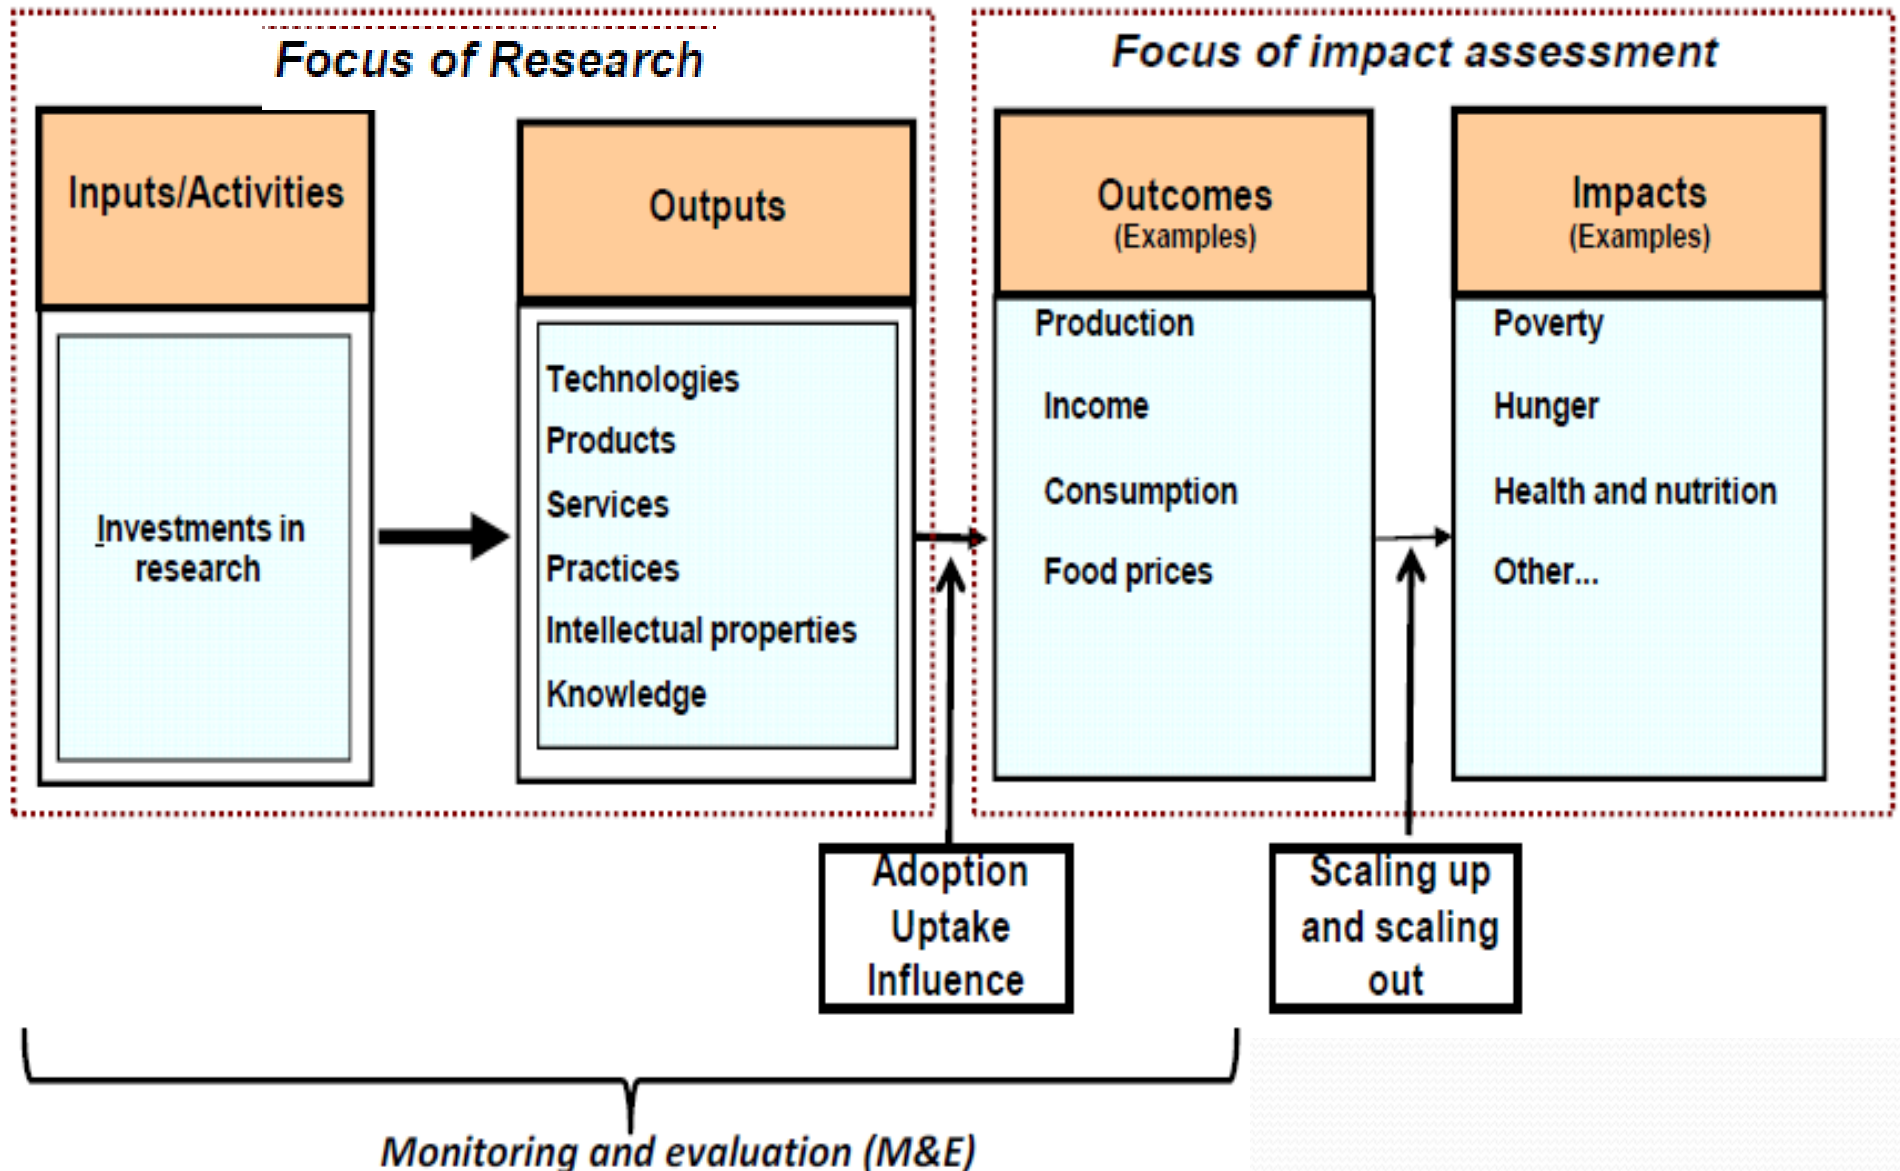 Focus of Research
Focus of impact assessment
Inputs/Activities
Investments in
research
Outputs
Technologies
Products
Services
Practices
Intellectual properties
Knowledge
Outcomes
(Examples)
Production
Income
Consumption
Food prices
Impacts
(Examples)
Poverty
Hunger
Health and nutrition
Other...
Adoption
Uptake
Influence
Scaling up
and scaling
out
Monitoring and evaluation (M&E)